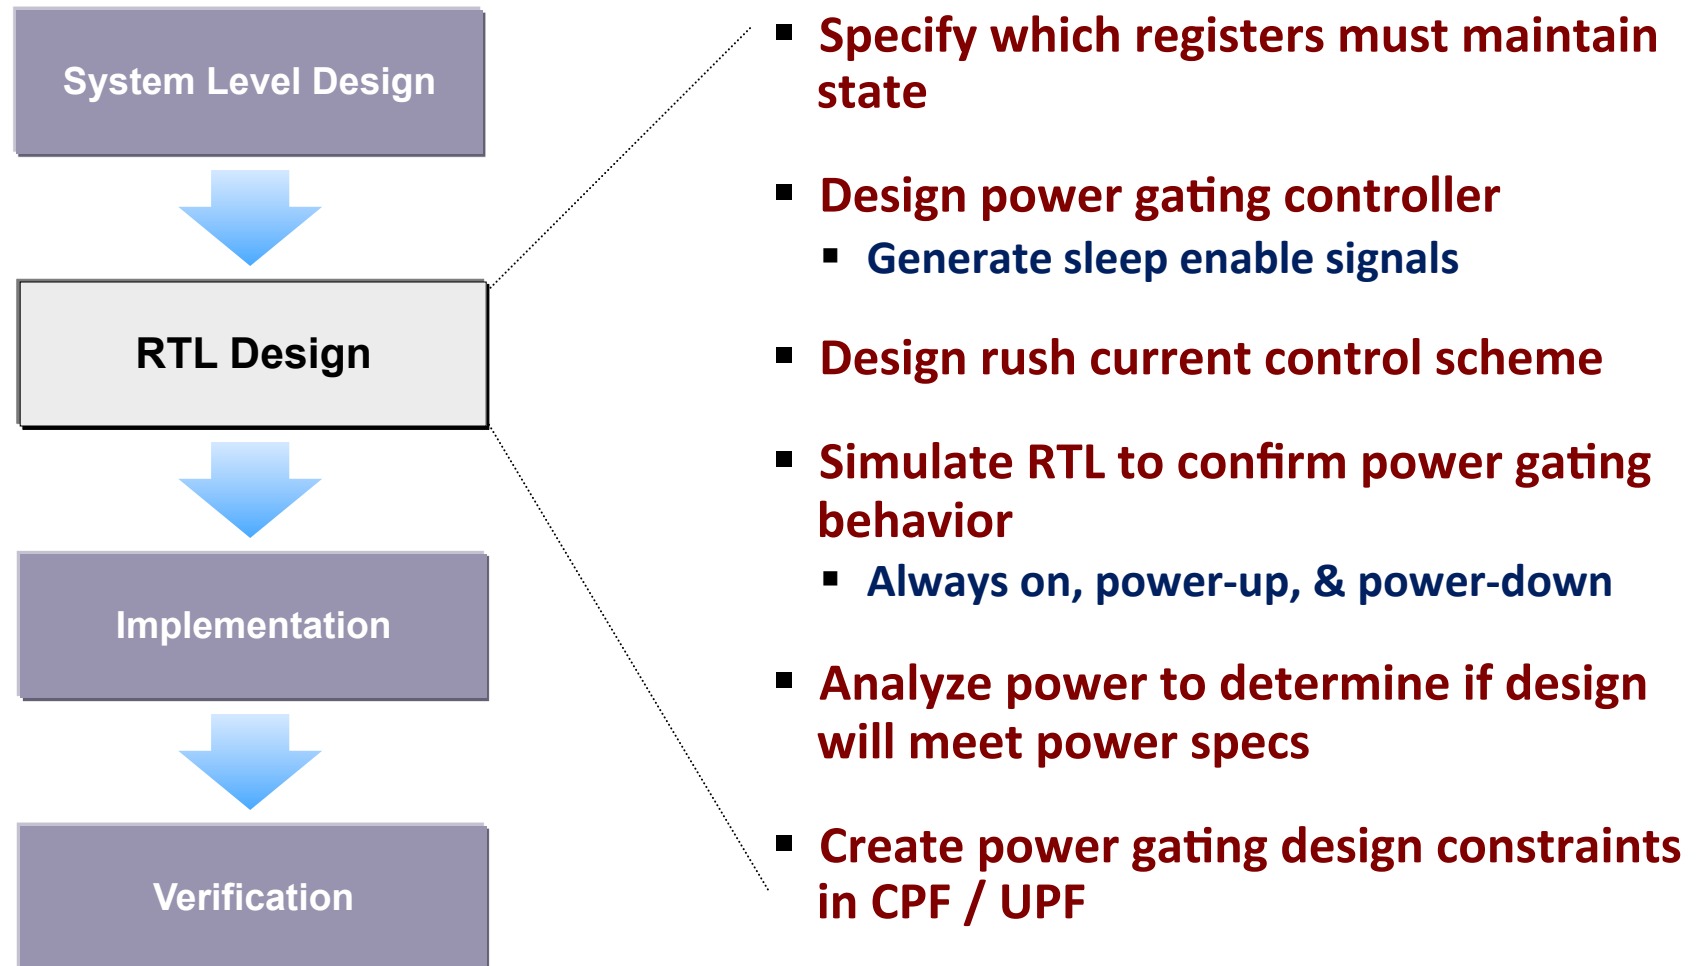 System Level Design
RTL Design
Implementation
Verification
Specify which registers must maintain
state
Design power gating controller
Generate sleep enable signals
Design rush current control scheme
Simulate RTL to confirm power gating
behavior
Always on, power-up, & power-down
Analyze power to determine if design
will meet power specs
Create power gating design constraints
in CPF / UPF